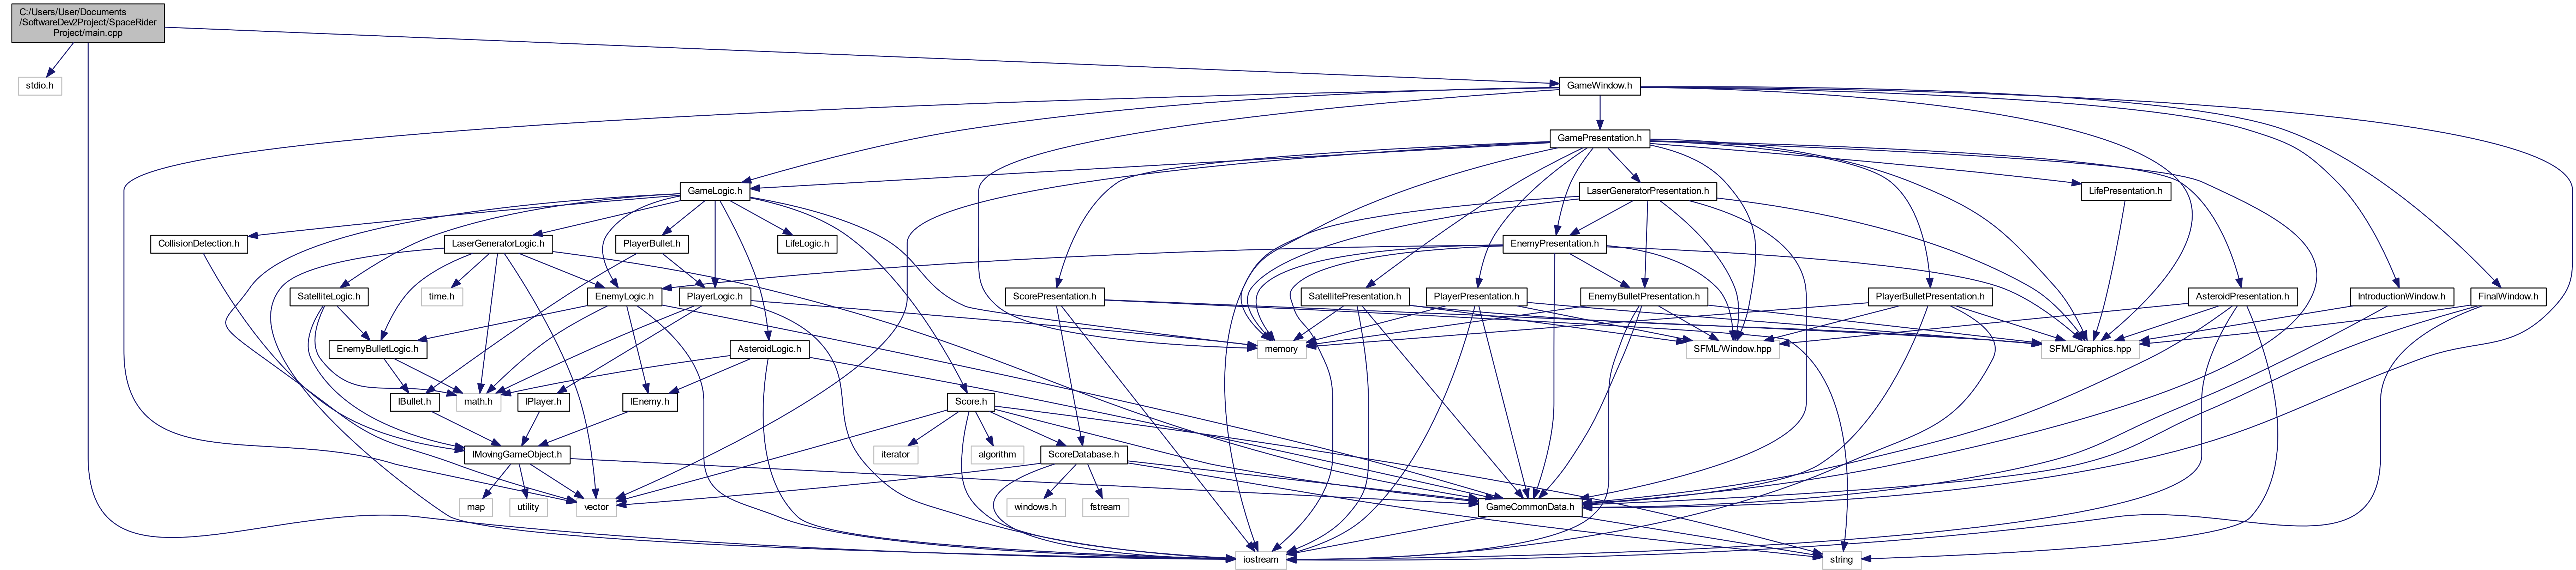 C:/Users/User/Documents
/SoftwareDev2Project/SpaceRider
Project/main.cpp
stdio.h
GameWindow.h
GamePresentation.h
GameLogic.h
LaserGeneratorPresentation.h
LifePresentation.h
CollisionDetection.h
LaserGeneratorLogic.h
PlayerBullet.h
LifeLogic.h
EnemyPresentation.h
SatelliteLogic.h
time.h
EnemyLogic.h
PlayerLogic.h
ScorePresentation.h
SatellitePresentation.h
PlayerPresentation.h
EnemyBulletPresentation.h
PlayerBulletPresentation.h
AsteroidPresentation.h
IntroductionWindow.h
FinalWindow.h
EnemyBulletLogic.h
AsteroidLogic.h
memory
SFML/Window.hpp
SFML/Graphics.hpp
IBullet.h
math.h
IPlayer.h
IEnemy.h
Score.h
IMovingGameObject.h
iterator
algorithm
ScoreDatabase.h
map
utility
vector
windows.h
fstream
GameCommonData.h
iostream
string